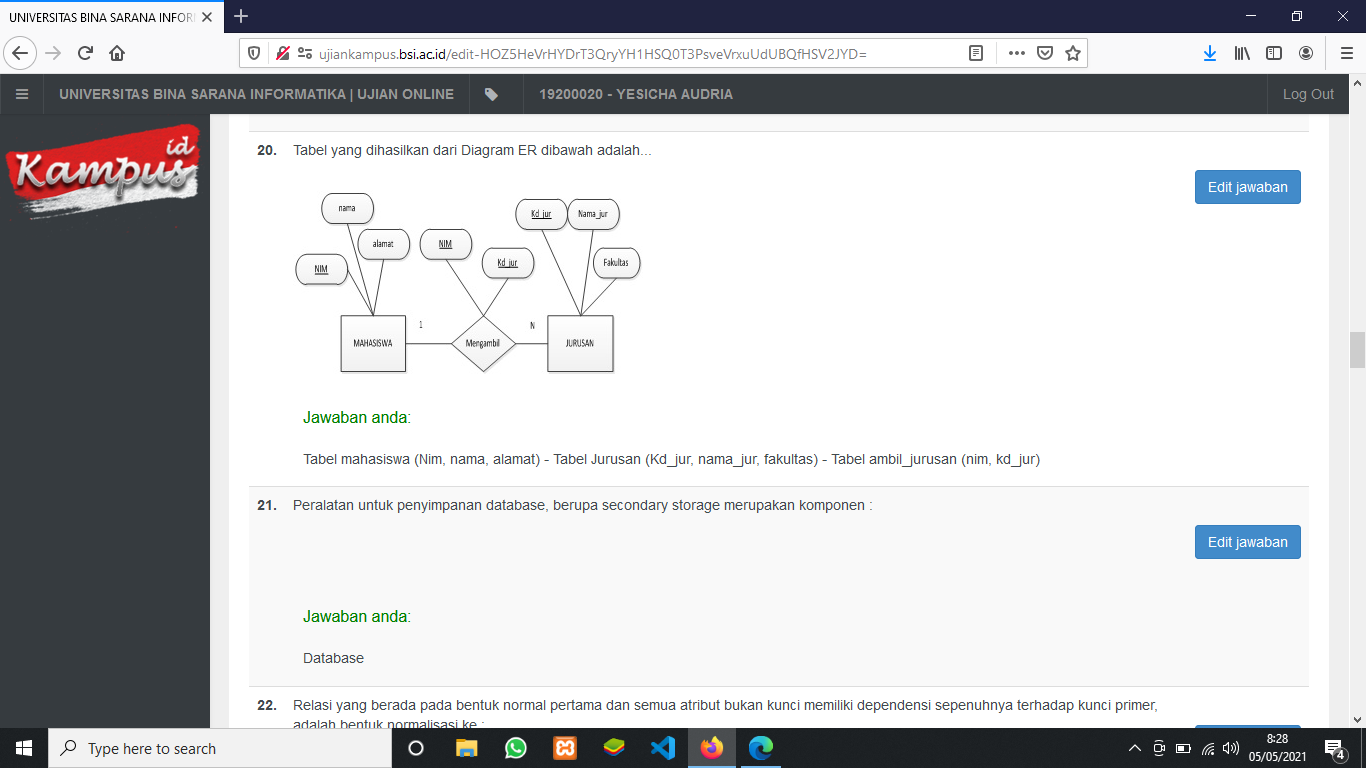 UNIVERSITAS BINA SARANA INFOR
ujiankampus.bsi.ac.id/edit-HOZ5HeVrHYDrT3QryYH1HSQ0T3PsveVrxuUdUBQfHSV2JYD=
UNIVERSITAS BINA SARANA INFORMATIKA | UJIAN ONLINE
19200020 - YESICHA AUDRIA
Log Out
Kampus id
20. Tabel yang dihasilkan dari Diagram ER dibawah adalah...
Edit jawaban
nama
alamat
NIM
NIM
Kd_jur
Kd_jur
Nama_jur
Fakultas
MAHASISWA
1
Mengambil
N
JURUSAN
Jawaban anda:
Tabel mahasiswa (Nim, nama, alamat) - Tabel Jurusan (Kd_jur, nama_jur, fakultas) - Tabel ambil_jurusan (nim, kd_jur)
21. Peralatan untuk penyimpanan database, berupa secondary storage merupakan komponen :
Edit jawaban
Jawaban anda:
Database
22. Relasi yang berada pada bentuk normal pertama dan semua atribut bukan kunci memiliki dependensi sepenuhnya terhadap kunci primer,
adalah bentuk normalisasi ke :
Type here to search
8:28
05/05/2021
4